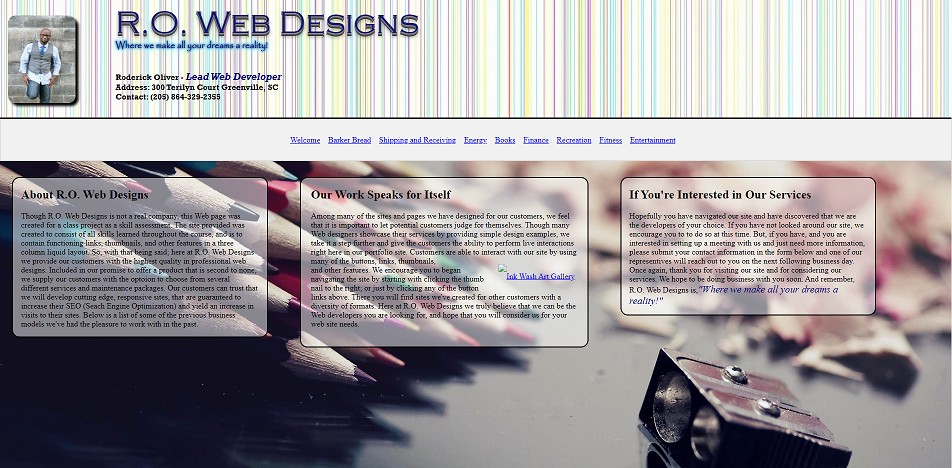 R.O. Web Designs
Where we make all your dreams a reality!
Roderick Oliver - Lead Web Developer
Address: 300 Terilyn Court Greenville, SC
Contact: (205) 864-329-2355
Welcome Barker Bread Shipping and Receiving Energy Books Finance Recreation Fitness Entertainment
About R.O. Web Designs
Though R.O. Web Designs is not a real company, this Web page was
created for a class project as a skill assessment. The site provided was
created to consist of all skills learned throughout the course, and is to
contain functioning links, thumbnails, and other features in a three
column liquid layout. So, with that being said, here at R.O. Web Designs
we provide our customers with the highest quality in professional web
designs. Included in our promise to offer a product that is second to none,
we supply our customers with the option to choose from several
different services and maintenance packages. Our customers can trust that
we will develop cutting edge, responsive sites, that are guaranteed to
increase their SEO (Seach Engine Optimization) and yield an increase in
visits to their sites. Below is a list of some of the previous business
models we've had the pleasure to work with in the past.
Our Work Speaks for Itself
Among many of the sites and pages we have designed for our customers, we feel
that it is important to let potential customers judge for themselves. Though many
Web designers showcase their services by providing simple design examples, we
take it a step further and give the customers the ability to perform live interactions
right here in our portfolio site. Customers are able to interact with our site by using
many of the buttons, links, thumbnails,
and other features. We encourage you to began
navigating the site by starting with clicking the thumb
nail to the right, or just by clicking any of the button
links above. There you will find sites we've created for other customers with a
diversity of formats. Here at R.O. Web Designs we truly believe that we can be the
Web developers you are looking for, and hope that you will consider us for your
web site needs.
Ink Wash Art Gallery
If You're Interested in Our Services
Hopefully you have navigated our site and have discovered that we are
the developers of your choice. If you have not looked around our site, we
encourage you to do so at this time. But, if you have, and you are
interested in setting up a meeting with us and just need more information,
please submit your contact information in the form below and one of our
representives will reach out to you on the next following business day.
Once again, thank you for visiting our site and for considering our
services. We hope to be doing business with you soon. And remember,
R.O. Web Designs is,"Where we make all your dreams a
reality!"